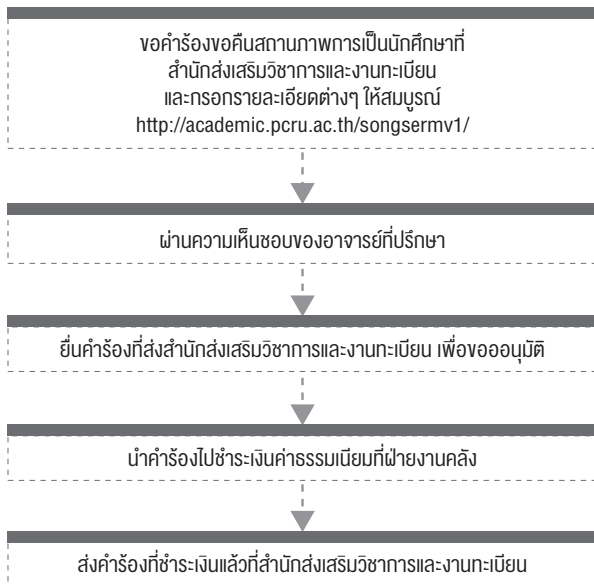 ขอคำร้องขอคืนสถานภาพการเป็นนักศึกษาที่
สำนักส่งเสริมวิชาการและงานทะเบียน
และกรอกรายละเอียดต่างๆ ให้สมบูรณ์
http://academic.pcru.ac.th/songsermv1/
ผ่านความเห็นชอบของอาจารย์ที่ปรึกษา
ยื่นคำร้องที่ส่งสำนักส่งเสริมวิชาการและงานทะเบียน เพื่อขออนุมัติ
นำคำร้องไปชำระเงินค่าธรรมเนียมที่ฝ่ายงานคลัง
ส่งคำร้องที่ชำระเงินแล้วที่สำนักส่งเสริมวิชาการและงานทะเบียน